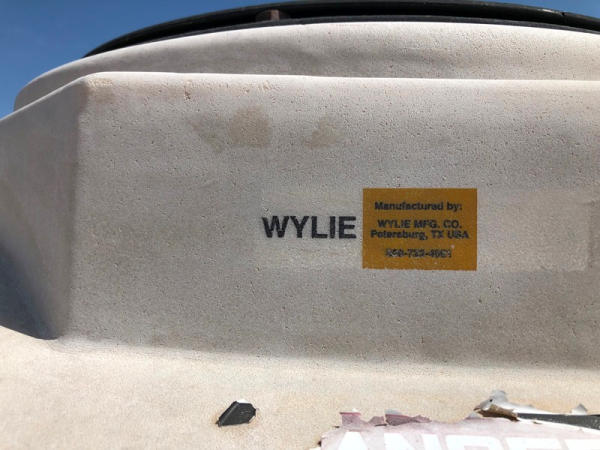 WYLIE
Manufactured by:
WYLIE MFG. CO.
Petersburg, TX USA